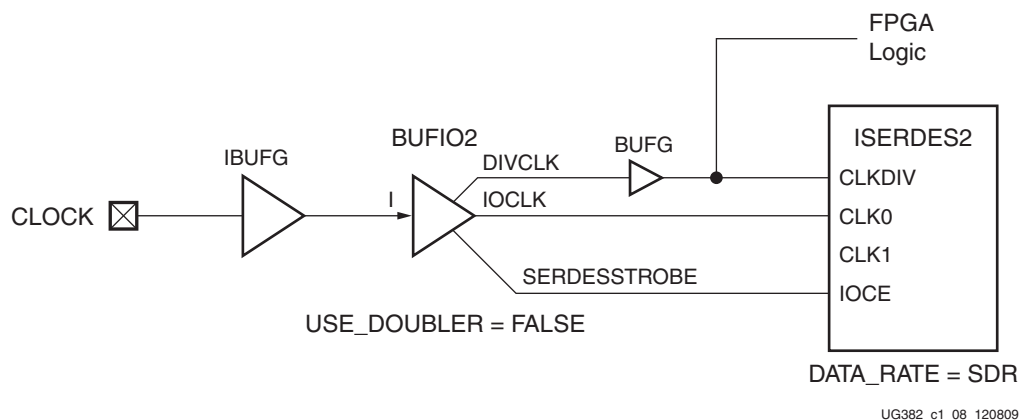 FPGA
Logic
BUFIO2
ISERDES2
IBUFG
BUFG
DIVCLK
CLKDIV
I
IOCLK
CLOCK
CLK0
CLK1
SERDESSTROBE
IOCE
USE_DOUBLER = FALSE
DATA_RATE = SDR
UG382_c1_08_120809